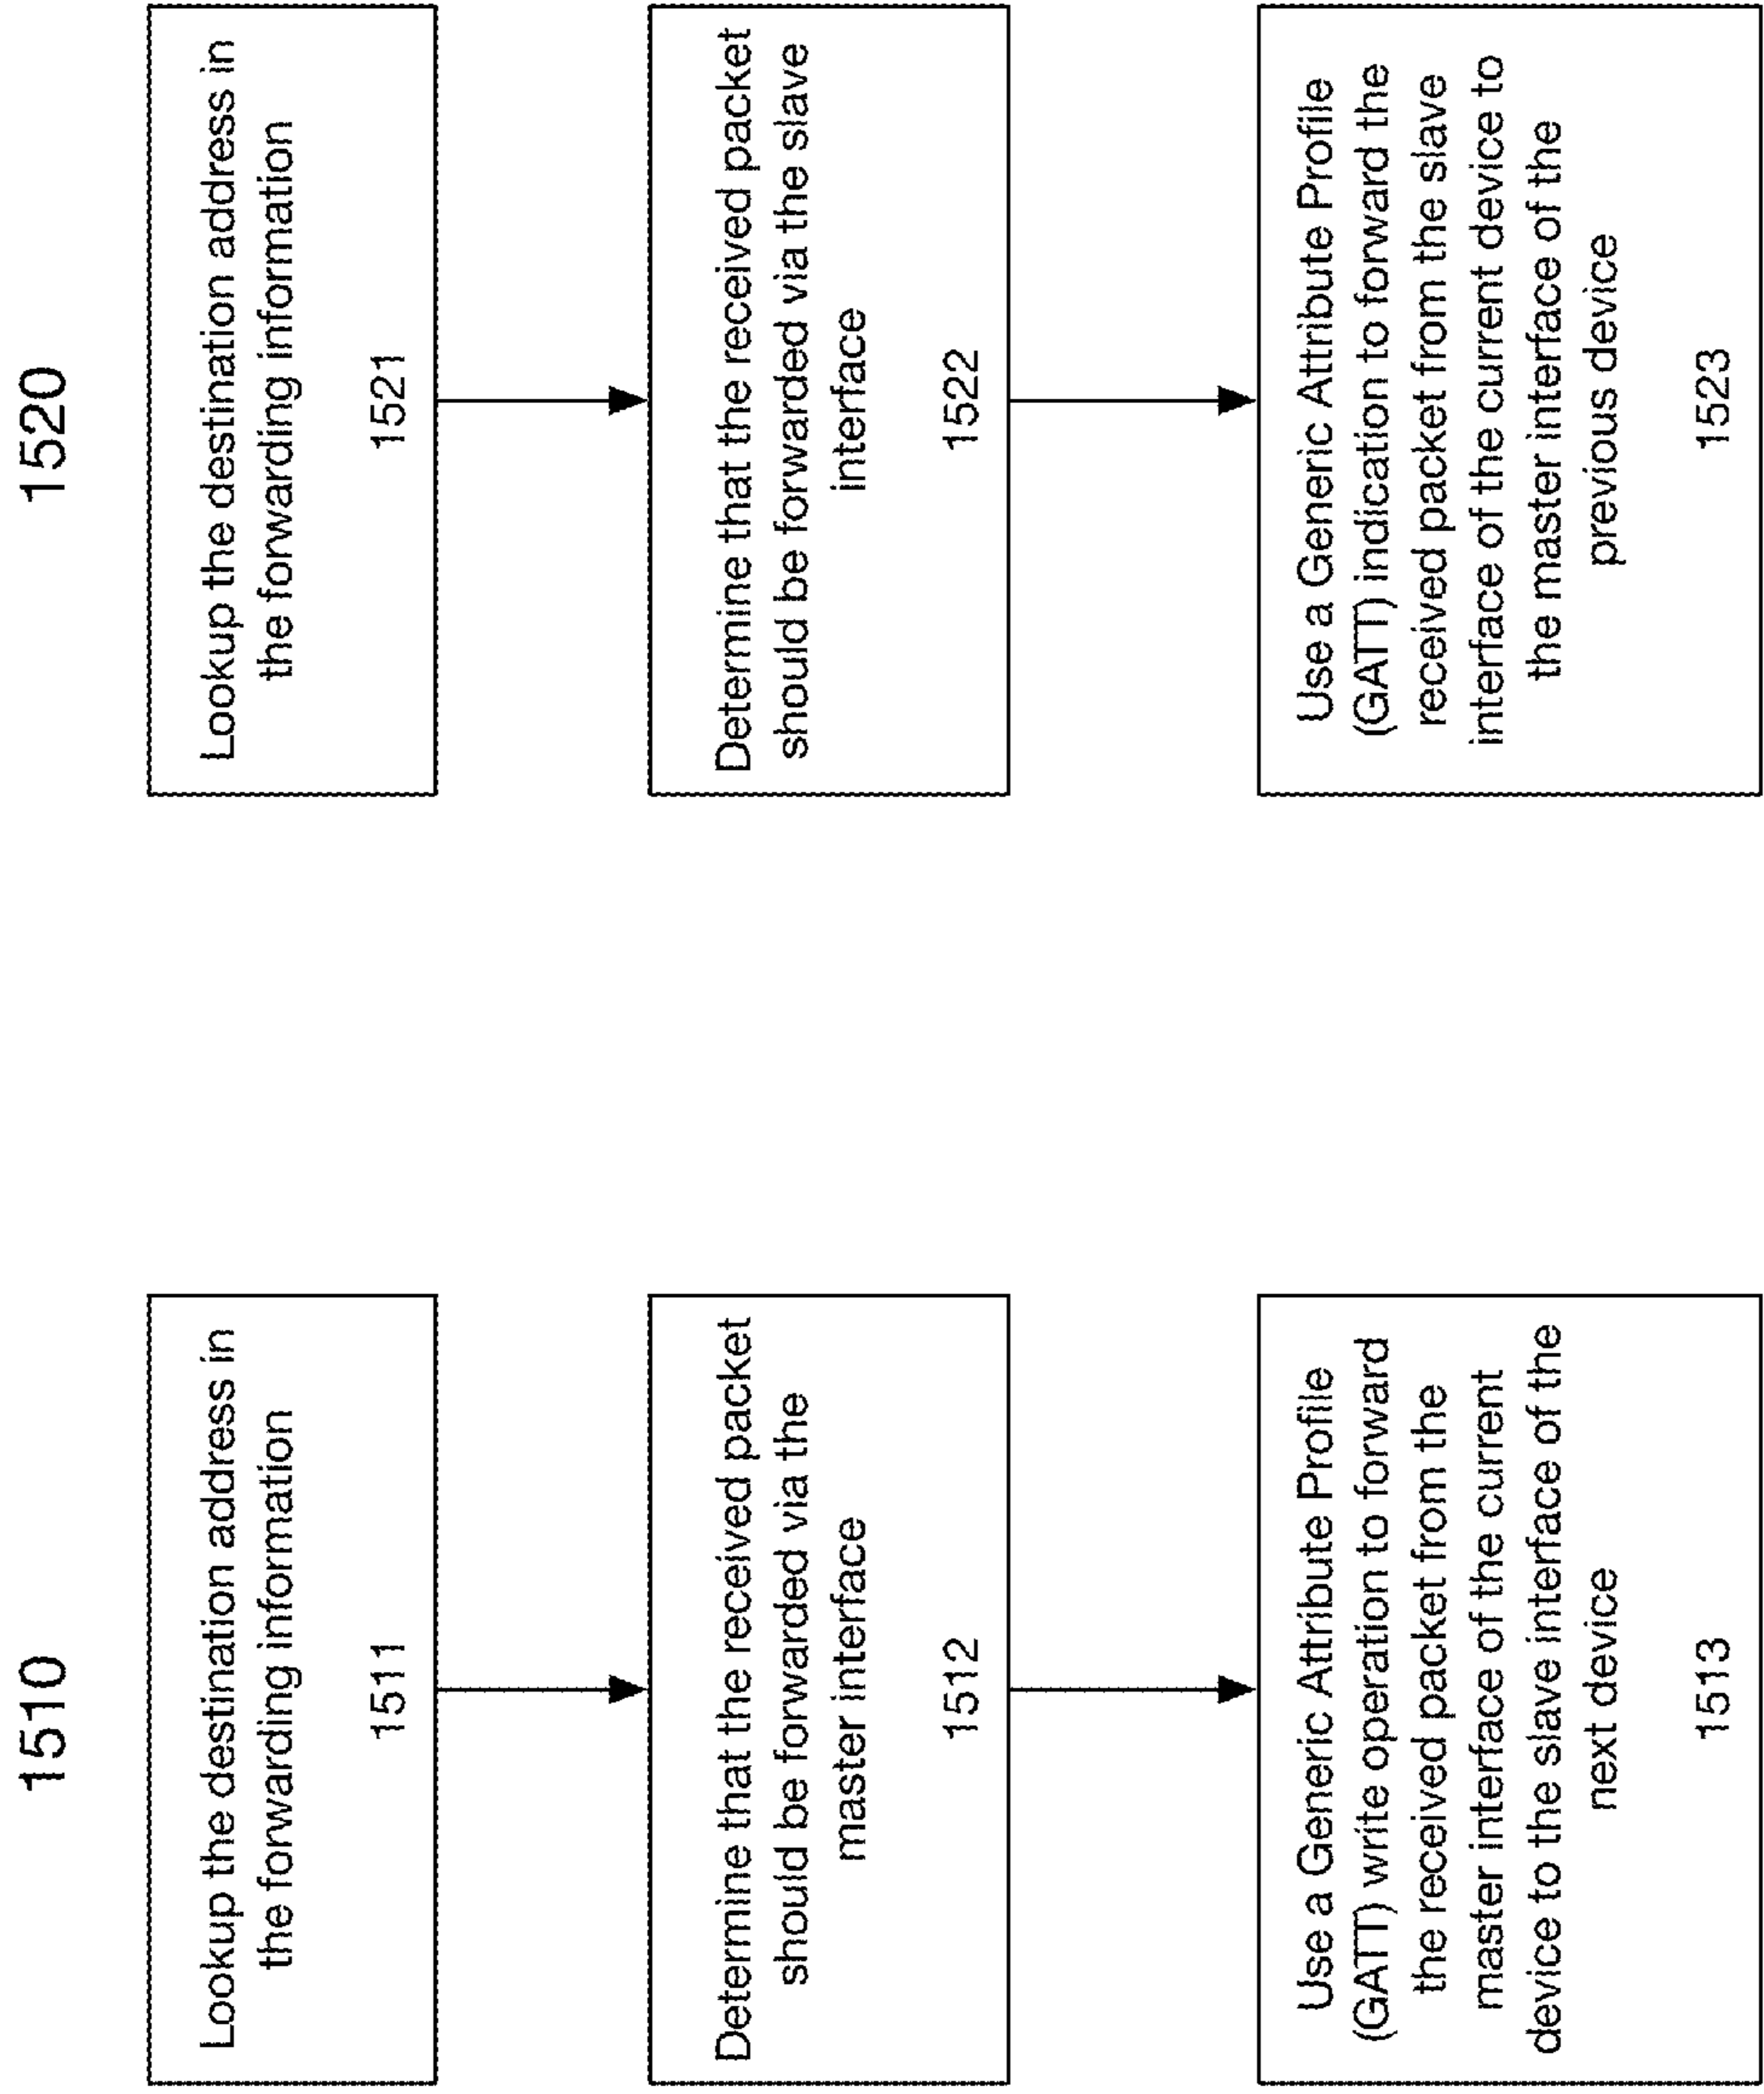 1510
Lookup the destination address in
the forwarding information
1511
Determine that the received packet
should be forwarded via the
master interface
1512
Use a Generic Attribute Profile
(GATT) write operation to forward
the received packet from the
master interface of the current
device to the slave interface of the
next device
1513
1520
Lookup the destination address in
the forwarding information
1521
Determine that the received packet
should be forwarded via the slave
interface
1522
Use a Generic Attribute Profile
(GATT) indication to forward the
received packet from the slave
interface of the current device to
the master interface of the
previous device
1523